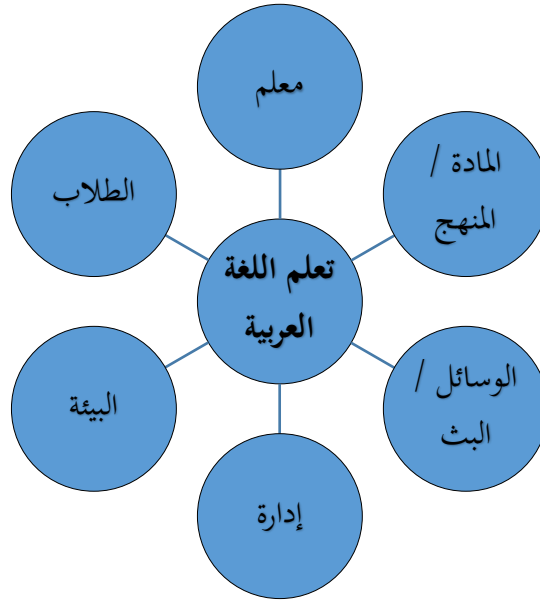 معلم
المادة /
المنهج
الطلاب
تعلم اللغة
العربية
الوسائل /
البث
البيئة
إدارة